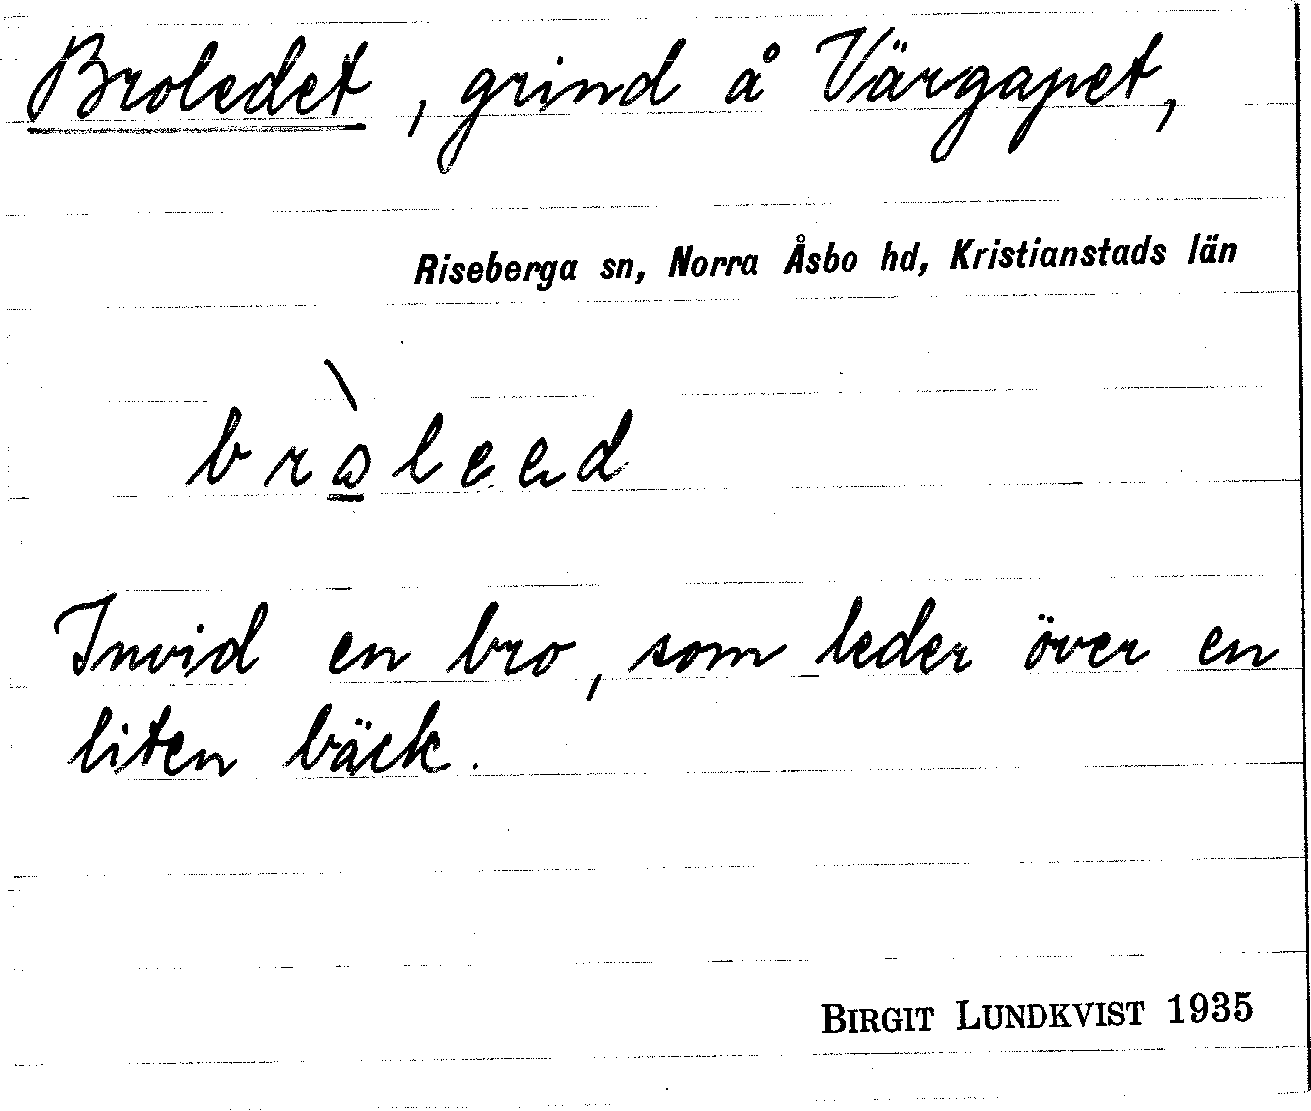 Broledet, grind å Värgapet,
Riseberga sn, Norra Åsbo hd, Kristianstads län
bròleed
Invid en bro, som leder över en
liten bäck.
BIRGIT LUNDKVIST 1935